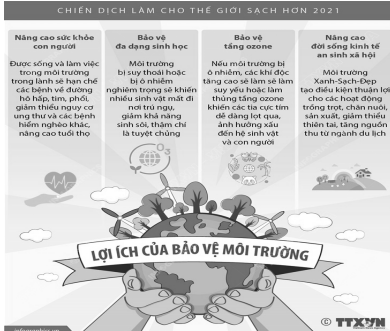 CHIẾN DỊCH LÀM CHO THẾ GIỚI SẠCH HƠN 2021
Nâng cao sức khỏe
con người
Được sống và làm việc
trong môi trường
trong lành sẽ hạn chế
các bệnh về đường
hô hấp, tim, phổi,
giảm thiểu nguy cơ
ung thư và các bệnh
hiểm nghèo khác,
nâng cao tuổi thọ
Bảo vệ
đa dạng sinh học
Môi trường
bị suy thoái hoặc
bị ô nhiễm
nghiêm trọng sẽ khiến
nhiều sinh vật mất đi
nơi trú ngụ,
giảm khả năng
sinh sôi, thậm chí
là tuyệt chủng
Bảo vệ
tầng ozone
Nếu môi trường bị
ô nhiễm, các khí độc
tăng cao sẽ làm sẽ làm
suy yếu hoặc làm
thủng tầng ozone
khiến các tia cực tím
dễ dàng lọt qua,
ảnh hưởng xấu
đến hệ sinh vật
và con người
Nâng cao
đời sống kinh tế
an sinh xã hội
Môi trường
Xanh-Sạch-Đẹp
tạo điều kiện thuận lợi
cho các hoạt động
trồng trọt, chăn nuôi,
sản xuất, giảm thiểu
thiên tai, tăng nguồn
thu từ ngành du lịch
O₃
LỢI ÍCH CỦA BẢO VỆ MÔI TRƯỜNG
© TTXVN